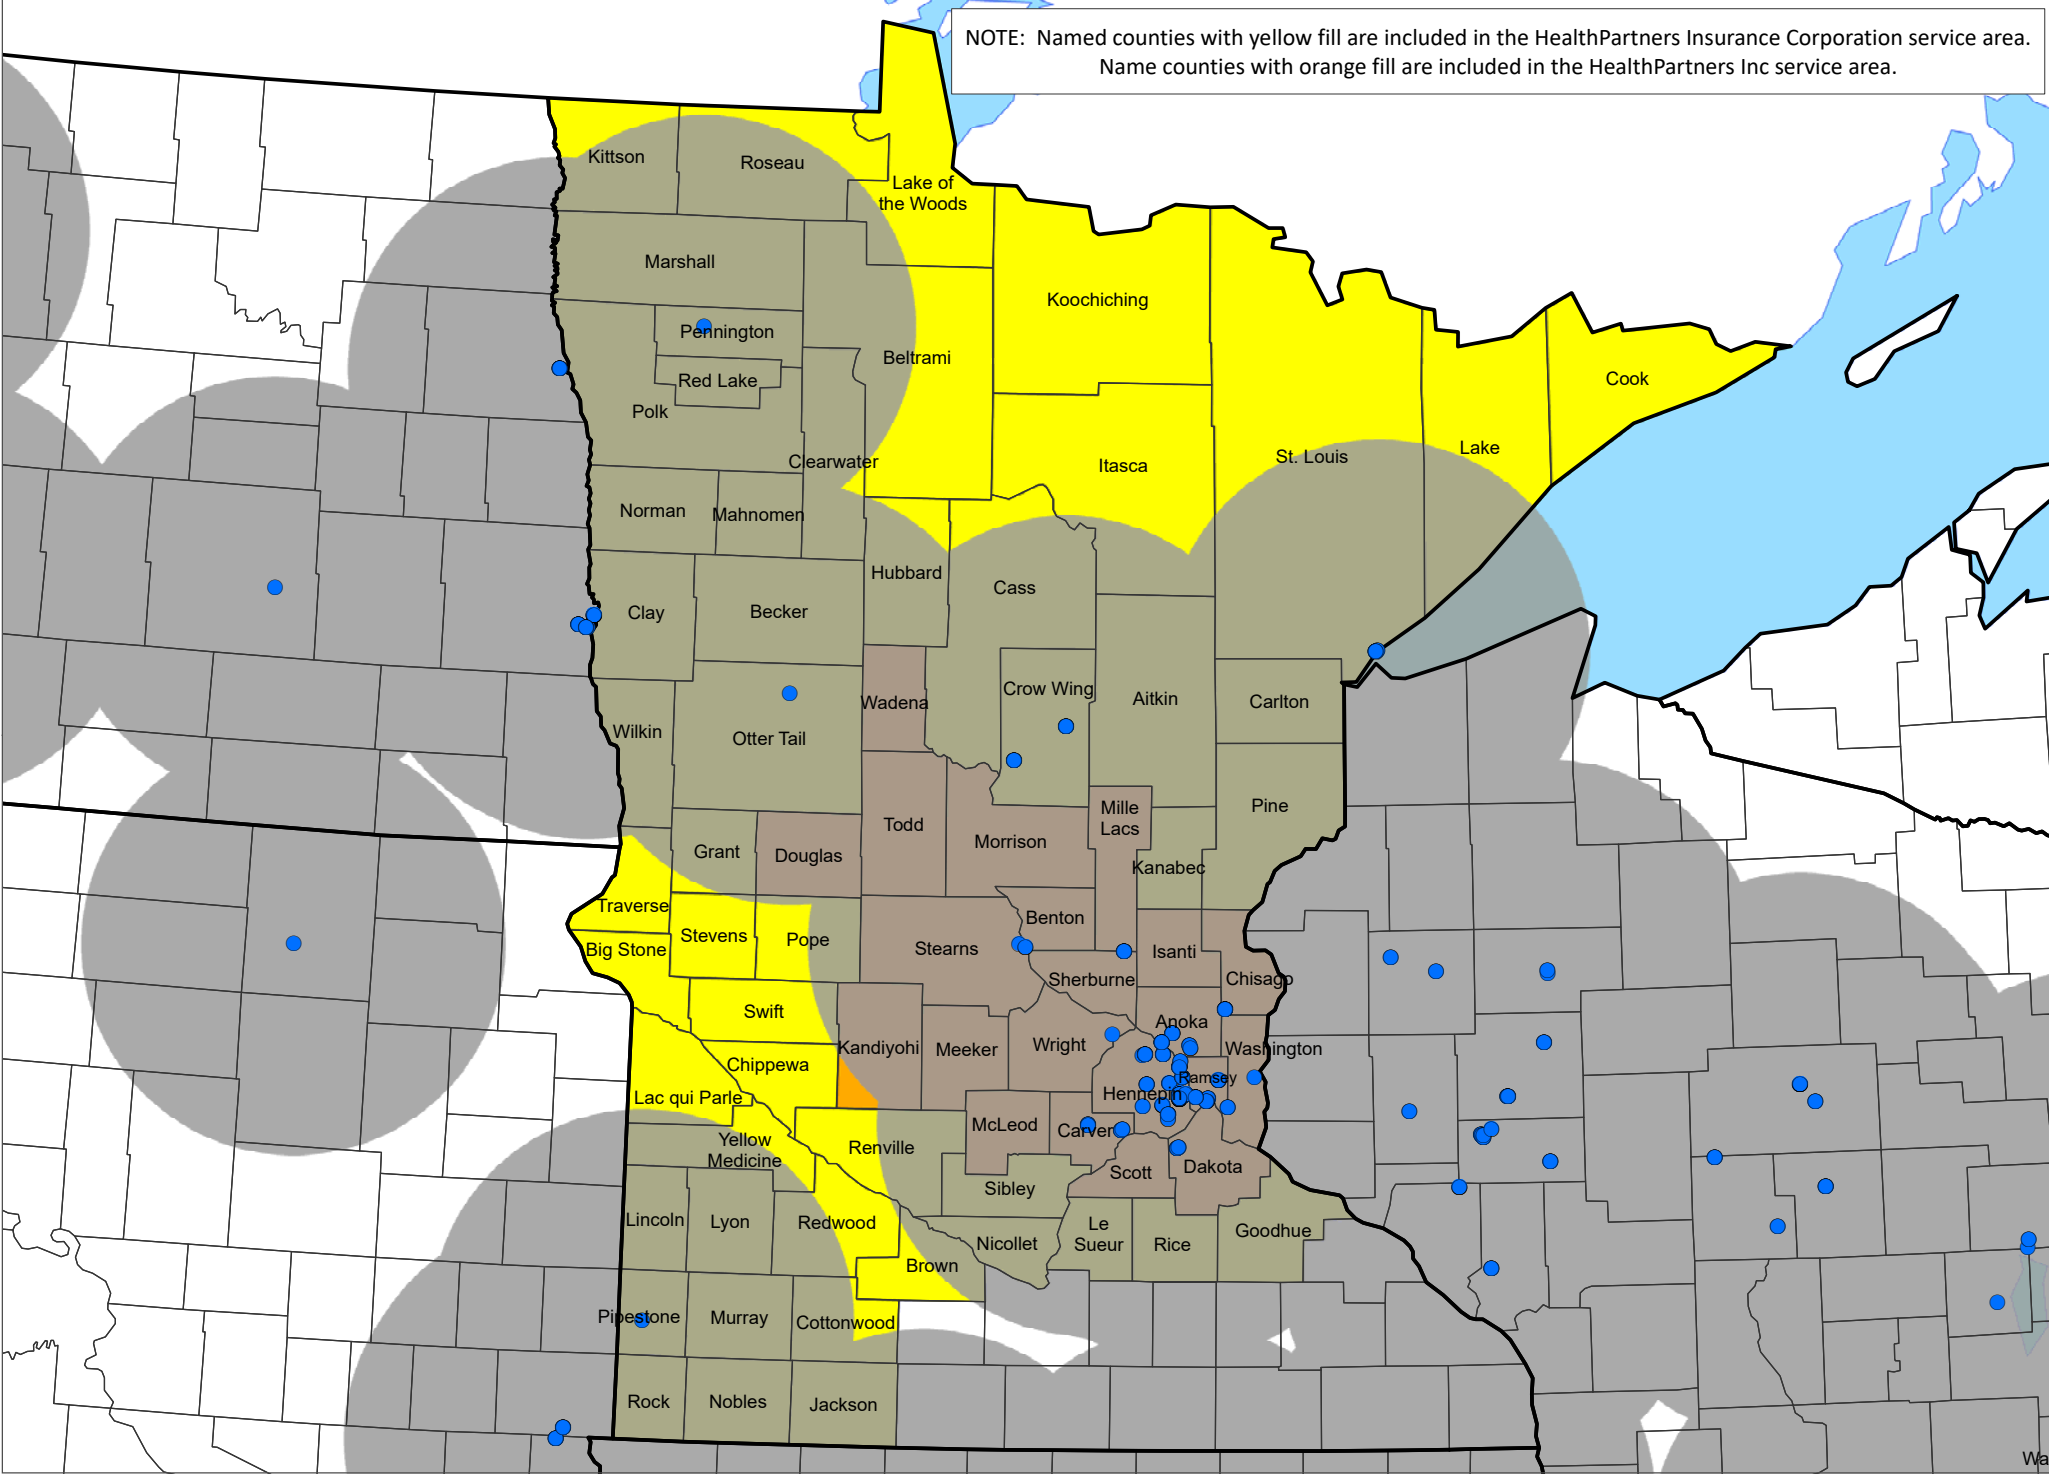 NOTE: Named counties with yellow fill are included in the HealthPartners Insurance Corporation service area.
Name counties with orange fill are included in the HealthPartners Inc service area.
Kittson
Roseau
Lake of
the Woods
Marshall
Koochiching
Pennington
Beltrami
Red Lake
Cook
Polk
Clearwater
Itasca
St. Louis
Lake
Norman
Mahnomen
Hubbard
Cass
Clay
Becker
Wadena
Crow Wing
Aitkin
Carlton
Wilkin
Otter Tail
Mille
Lacs
Pine
Todd
Morrison
Grant
Douglas
Kanabec
Traverse
Benton
Stevens
Pope
Big Stone
Stearns
Isanti
Sherburne
Chisago
Swift
Anoka
Kandiyohi
Meeker
Wright
Washington
Chippewa
Ramsey
Lac qui Parle
Hennepin
McLeod
Carver
Yellow
Medicine
Renville
Scott
Dakota
Sibley
Lincoln
Lyon
Redwood
Le
Sueur
Rice
Goodhue
Nicollet
Brown
Pipestone
Murray
Cottonwood
Rock
Nobles
Jackson
Wa